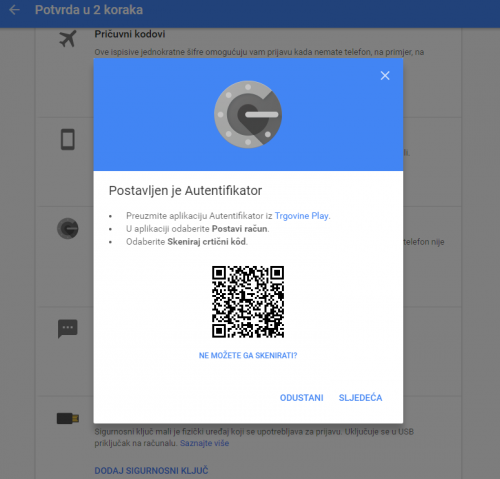 Potvrda u 2 koraka
Pričuvni kodovi
Ove ispisive jednokratne šifre omogućuju vam prijavu kada nemate telefon, na primjer, na
Postavljen je Autentifikator
Preuzmite aplikaciju Autentifikator iz Trgovine Play.
U aplikaciji odaberite Postavi račun.
Odaberite Skeniraj crtični kôd.
telefon nije
NE MOŽETE GA SKENIRATI?
ODUSTANI SLJEDEĆA
Sigurnosni ključ mali je fizički uređaj koji se upotrebljava za prijavu. Uključuje se u USB
priključak na računalu. Saznajte više
DODAJ SIGURNOSNI KLJUČ